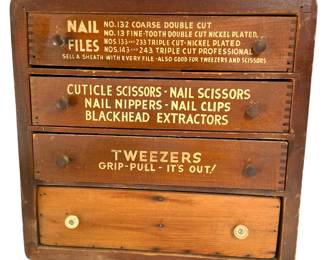 NAIL FILES
NO. 132 COARSE DOUBLE CUT
NO. 13 FINE-TOOTH DOUBLE CUT, NICKEL PLATED,
NOS. 133 AND 233 TRIPLE CUT-NICKEL PLATED
NOS. 143 AND 243 TRIPLE CUT PROFESSIONAL
SELL A SHEATH WITH EVERY FILE - ALSO GOOD FOR TWEEZERS AND SCISSORS
CUTICLE SCISSORS - NAIL SCISSORS
NAIL NIPPERS - NAIL CLIPS
BLACKHEAD EXTRACTORS
TWEEZERS
GRIP-PULL-IT'S OUT!